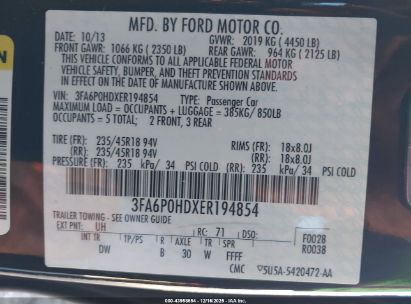 MFD. BY FORD MOTOR CO.
DATE: 10/13 GVWR: 2019 KG ( 4450 LB)
FRONT GAWR: 1066 KG ( 2350 LB) REAR GAWR: 964 KG ( 2125 LB)
THIS VEHICLE CONFORMS TO ALL APPLICABLE FEDERAL MOTOR
VEHICLE SAFETY, BUMPER, AND THEFT PREVENTION STANDARDS
IN EFFECT ON THE DATE OF MANUFACTURE SHOWN ABOVE.
VIN: 3FA6P0HDXER194854 TYPE: Passenger Car
MAX LOAD= OCCUPANTS + LUGGAGE = 385KG/ 850LB
OCCUPANTS = 5 TOTAL: 2 FRONT, 3 REAR
TIRE (FR) : 235/45R18 94V RIMS (FR) : 18x8.0J
(RR) : 235/45R18 94V (RR) : 18x8.0J
PRESSURE (FR) : 235 kPa/ 34 PSI COLD (RR) : 235 kPa/ 34 PSI COLD
3FA6P0HDXER194854
TRAILER TOWING - SEE OWNERS GUIDE
EXT PNT: UH RC: 71 DSO: F0028
INT TR TP/PS R AXLE TR SPR R0038
DW B 30 W FFFF
CMC 5U5A-5420472-AA